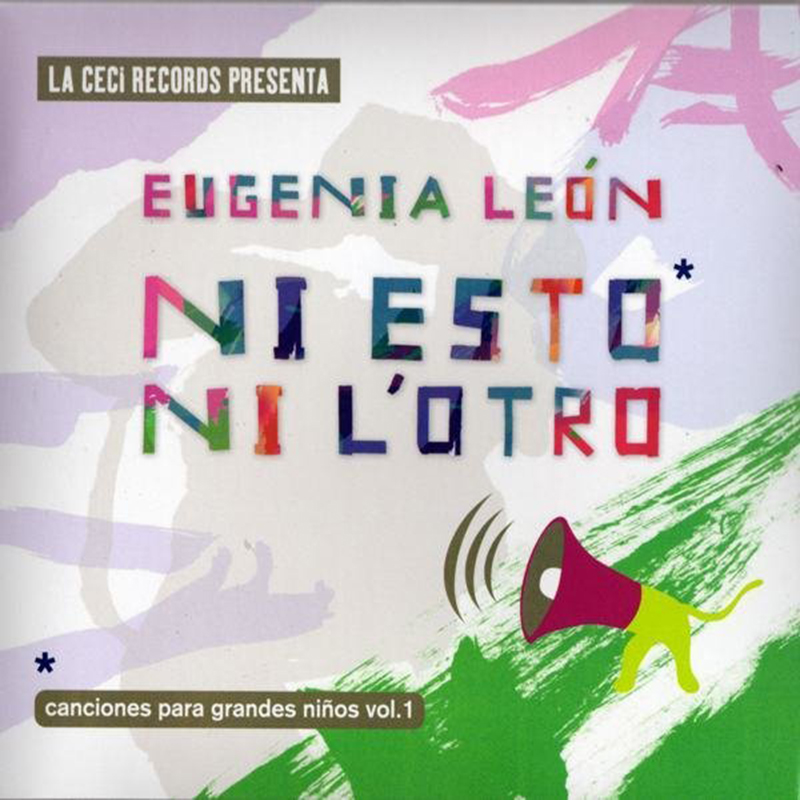 LA CECi RECORDS PRESENTA
EUGENIA LEÓN
NI ESTO*
NI L'OTRO
*
canciones para grandes niños vol.1